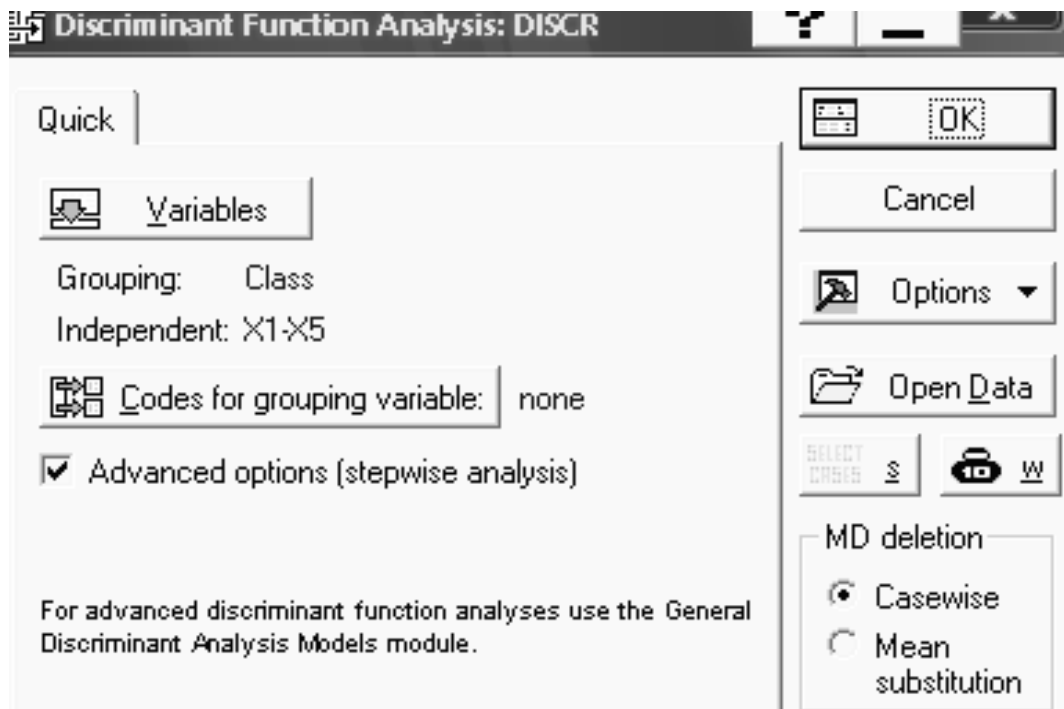 Discriminant Function Analysis: DISCR
?
Quick
OK
Variables
Cancel
Grouping: Class
Options
Independent: X1-X5
Codes for grouping variable: none
Open Data
Advanced options (stepwise analysis)
SELECT
CASES
S
W
MD deletion
Casewise
For advanced discriminant function analyses use the General
Discriminant Analysis Models module.
Mean
substitution